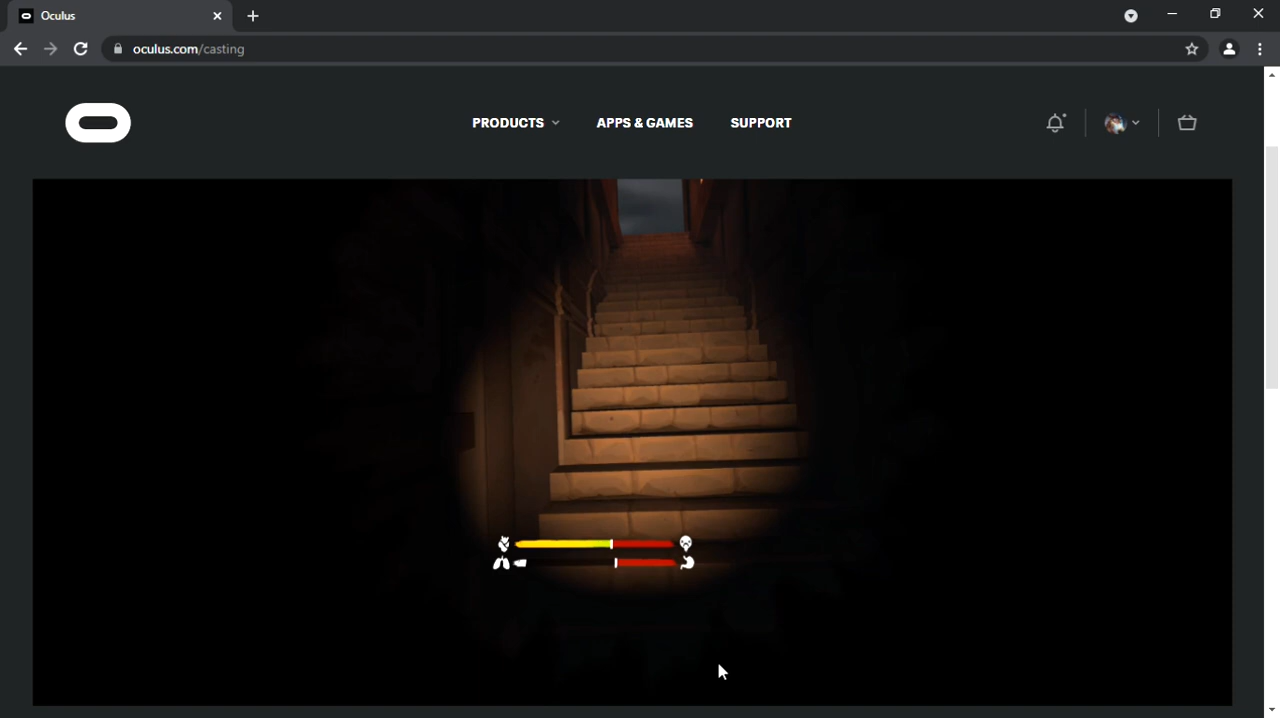 Oculus
oculus.com/casting
PRODUCTS
APPS & GAMES
SUPPORT